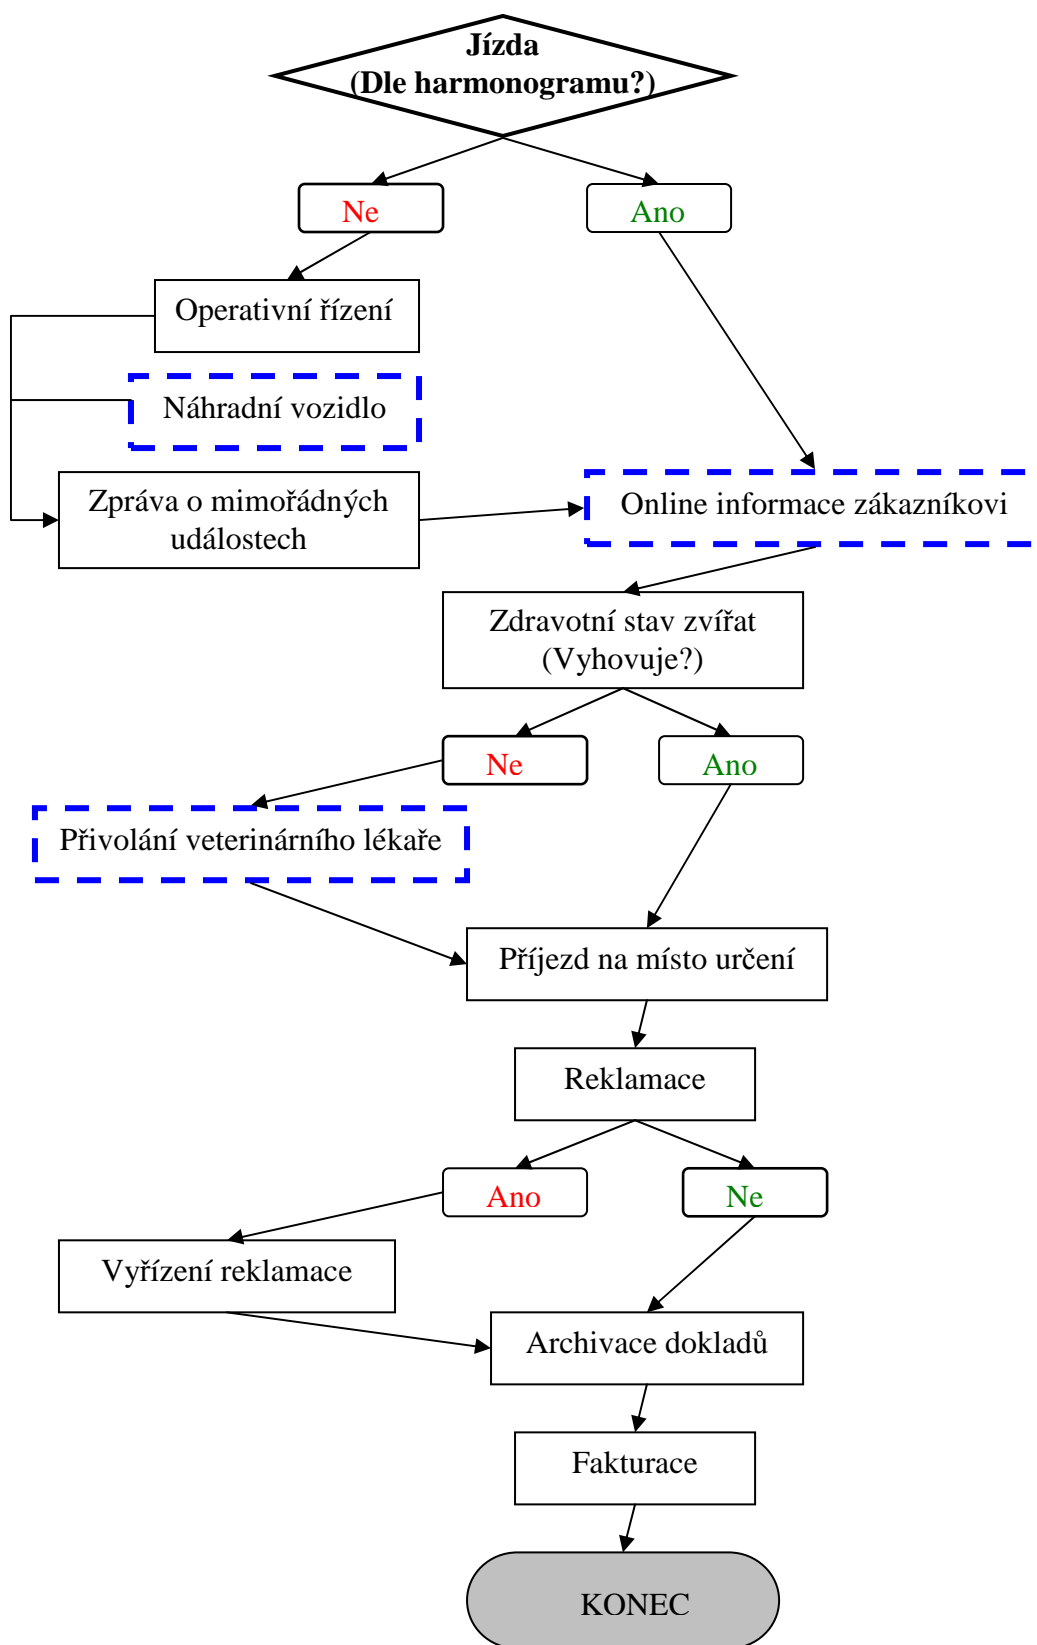 Jízda
(Dle harmonogramu?)
Ne
Ano
Operativní řízení
Náhradní vozidlo
Zpráva o mimořádných
událostech
Online informace zákazníkovi
Zdravotní stav zvířat
(Vyhovuje?)
Ne
Ano
Přivolání veterinárního lékaře
Příjezd na místo určení
Reklamace
Ano
Ne
Vyřízení reklamace
Archivace dokladů
Fakturace
KONEC